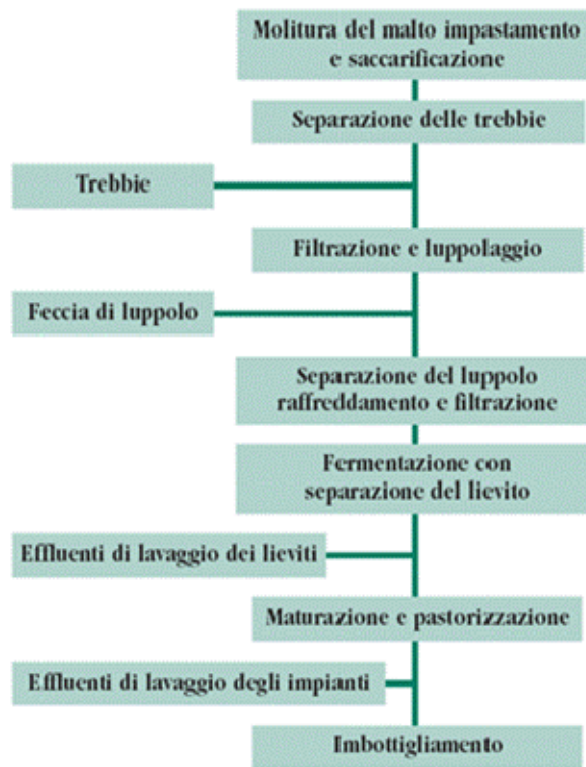 Molitura del malto impastamento
e saccarificazione
Separazione delle trebbie
Trebbie
Filtrazione e luppolaggio
Feccia di luppolo
Separazione del luppolo
raffreddamento e filtrazione
Fermentazione con
separazione del lievito
Effluenti di lavaggio dei lieviti
Maturazione e pastorizzazione
Effluenti di lavaggio degli impianti
Imbottigliamento